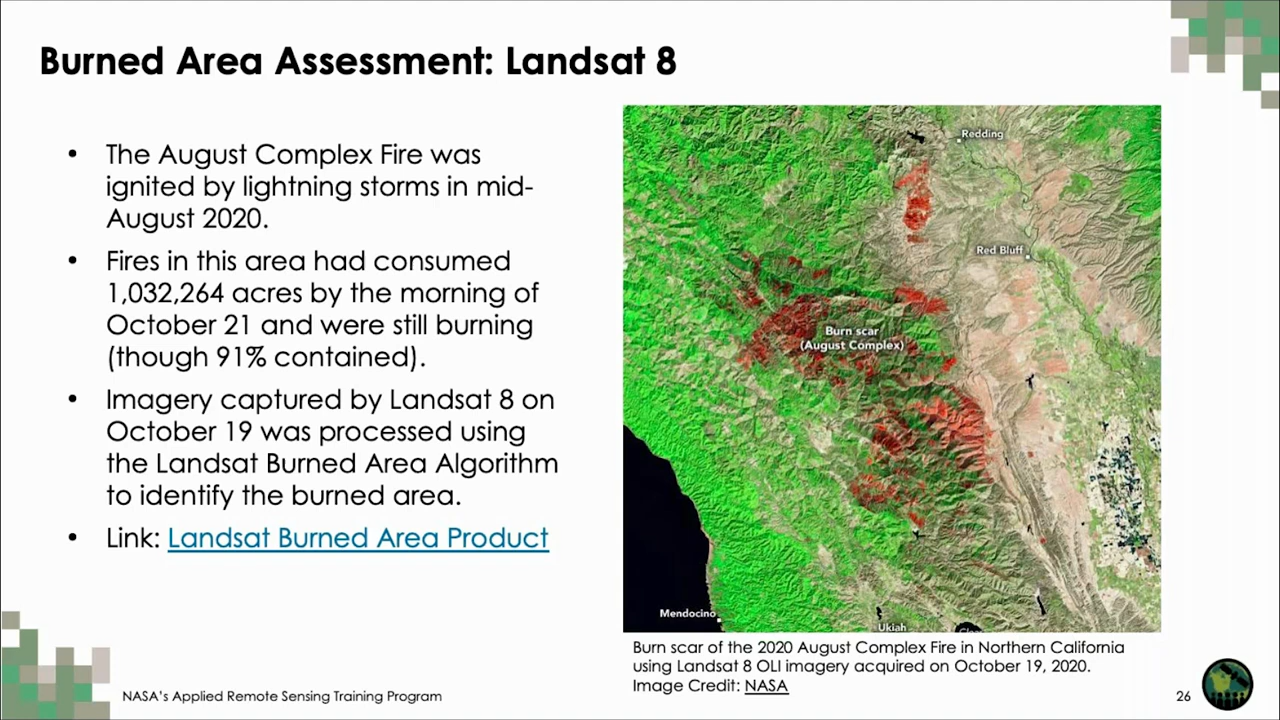 Burned Area Assessment: Landsat 8
• The August Complex Fire was
ignited by lightning storms in mid-
August 2020.
• Fires in this area had consumed
1,032,264 acres by the morning of
October 21 and were still burning
(though 91% contained).
• Imagery captured by Landsat 8 on
October 19 was processed using
the Landsat Burned Area Algorithm
to identify the burned area.
• Link: Landsat Burned Area Product
Redding
Red Bluff
Burn scar
(August Complex)
Mendocino
Ukiah
Burn scar of the 2020 August Complex Fire in Northern California
using Landsat 8 OLI imagery acquired on October 19, 2020.
Image Credit: NASA
NASA's Applied Remote Sensing Training Program
26